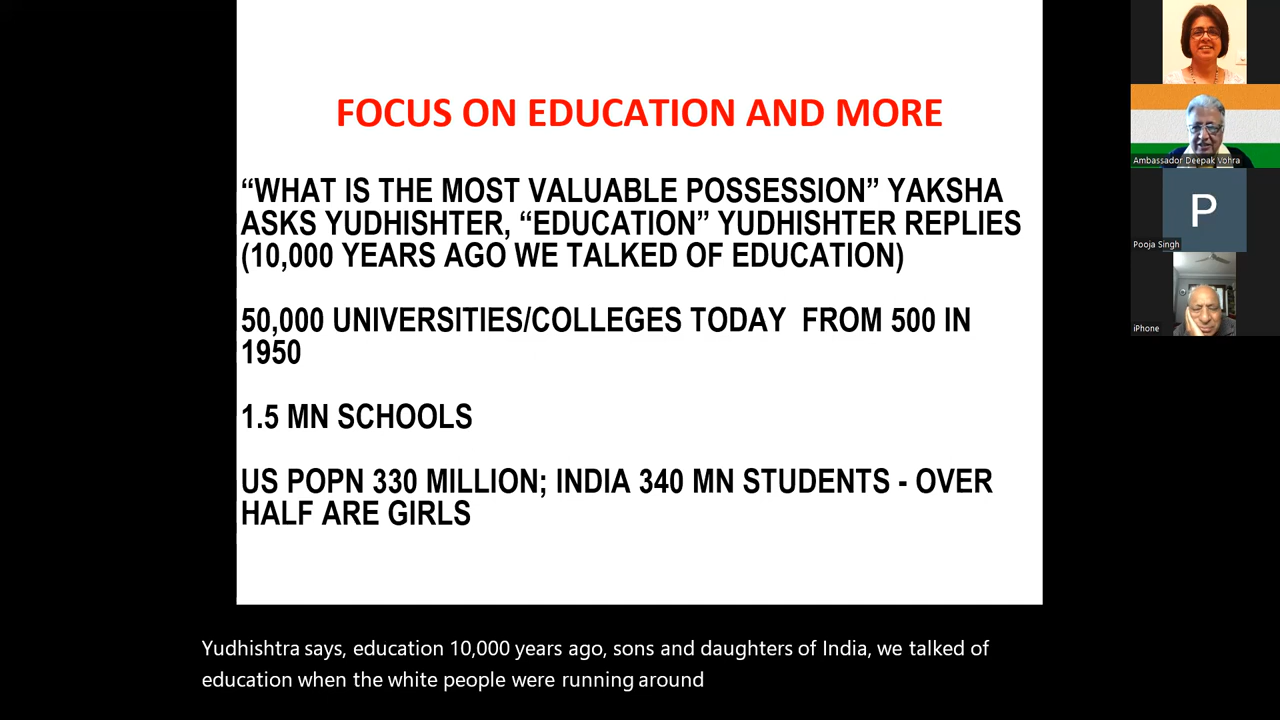 FOCUS ON EDUCATION AND MORE
“WHAT IS THE MOST VALUABLE POSSESSION” YAKSHA
ASKS YUDHISHTER, “EDUCATION” YUDHISHTER REPLIES
(10,000 YEARS AGO WE TALKED OF EDUCATION)
50,000 UNIVERSITIES/COLLEGES TODAY FROM 500 IN
1950
1.5 MN SCHOOLS
US POPN 330 MILLION; INDIA 340 MN STUDENTS - OVER
HALF ARE GIRLS
Yudhishtra says, education 10,000 years ago, sons and daughters of India, we talked of
education when the white people were running around
Ambassador Deepak Vohra
P
Pooja Singh
iPhone